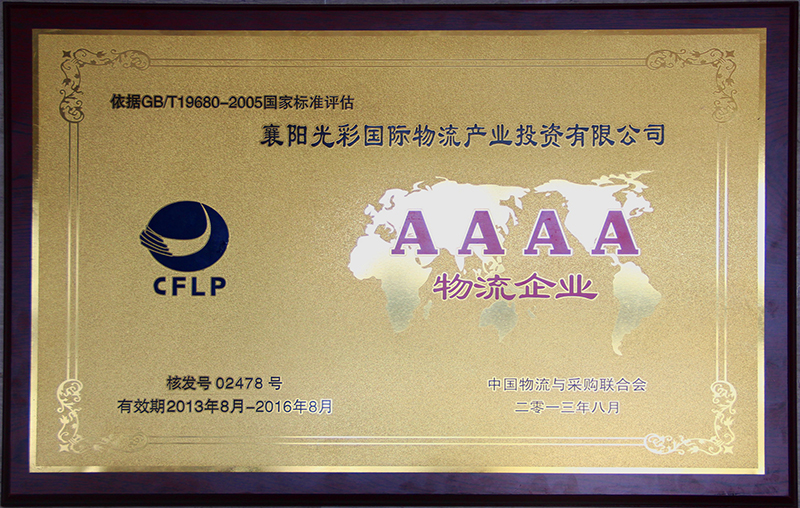 依据GB/T19680-2005国家标准评估
襄阳光彩国际物流产业投资有限公司
AAAA
物流企业
CFLP
核发号 02478 号
有效期2013年8月-2016年8月
中国物流与采购联合会
二零一三年八月